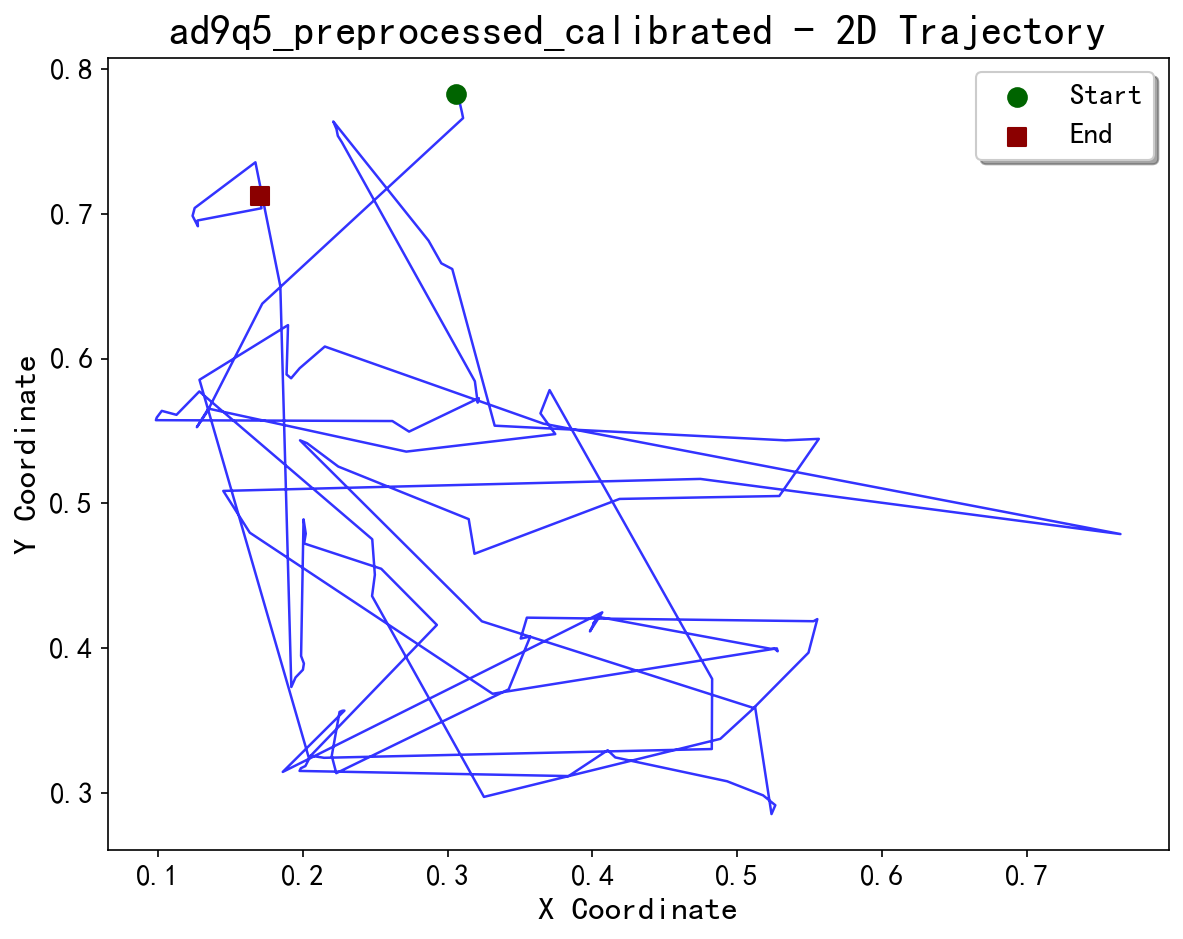 ad9q5_preprocessed_calibrated - 2D Trajectory
Start
End
Y Coordinate
0.8
0.7
0.6
0.5
0.4
0.3
0.1 0.2 0.3 0.4 0.5 0.6 0.7
X Coordinate